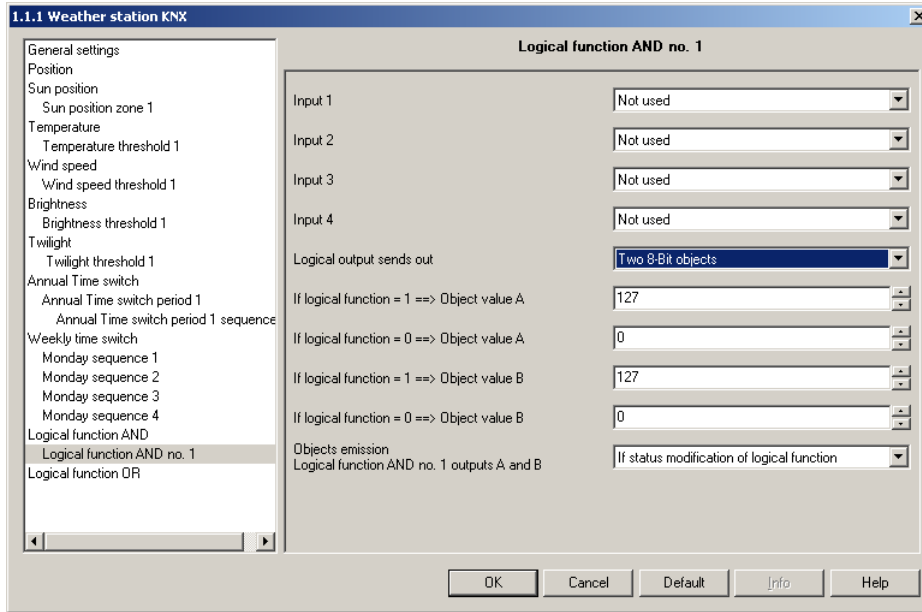 1.1.1 Weather station KNX
General settings
Position
Sun position
Sun position zone 1
Temperature
Temperature threshold 1
Wind speed
Wind speed threshold 1
Brightness
Brightness threshold 1
Twilight
Twilight threshold 1
Annual Time switch
Annual Time switch period 1
Annual Time switch period 1 sequence
Weekly time switch
Monday sequence 1
Monday sequence 2
Monday sequence 3
Monday sequence 4
Logical function AND
Logical function AND no. 1
Logical function OR
Logical function AND no. 1
Input 1 Not used
Input 2 Not used
Input 3 Not used
Input 4 Not used
Logical output sends out Two 8-Bit objects
If logical function = 1 ==> Object value A 127
If logical function = 0 ==> Object value A 0
If logical function = 1 ==> Object value B 127
If logical function = 0 ==> Object value B 0
Objects emission
Logical function AND no. 1 outputs A and B If status modification of logical function
OK Cancel Default Info Help